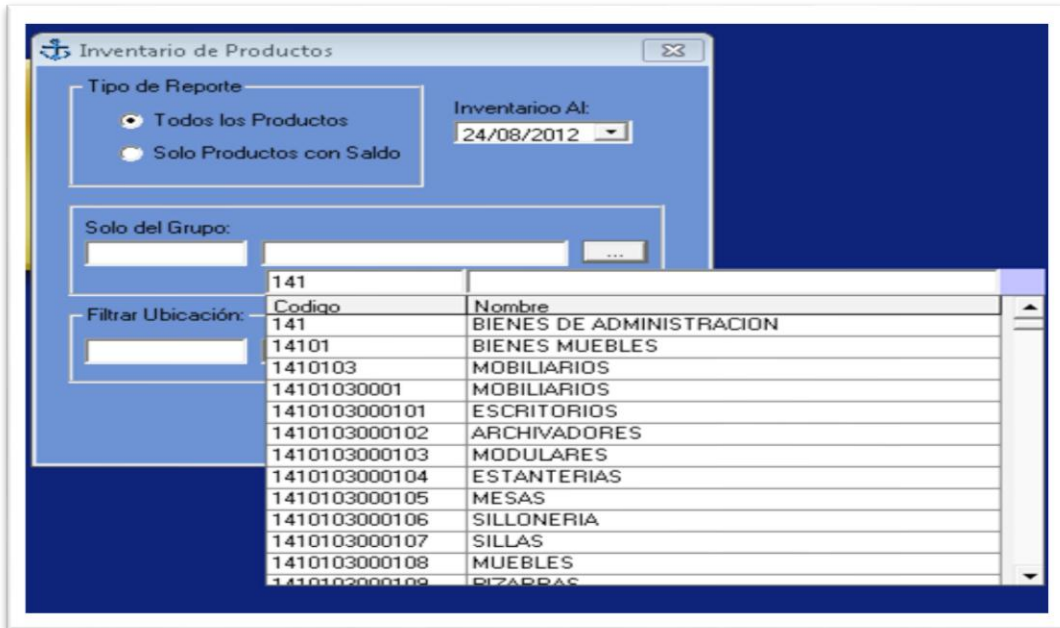 Inventario de Productos
Tipo de Reporte
Todos los Productos
Solo Productos con Saldo
Inventarioo Al:
24/08/2012
Solo del Grupo:
...
141
Filtrar Ubicación:
Codigo Nombre
141 BIENES DE ADMINISTRACION
14101 BIENES MUEBLES
1410103 MOBILIARIOS
14101030001 MOBILIARIOS
1410103000101 ESCRITORIOS
1410103000102 ARCHIVADORES
1410103000103 MODULARES
1410103000104 ESTANTERIAS
1410103000105 MESAS
1410103000106 SILLONERIA
1410103000107 SILLAS
1410103000108 MUEBLES
1410103000109 PIZARRAS